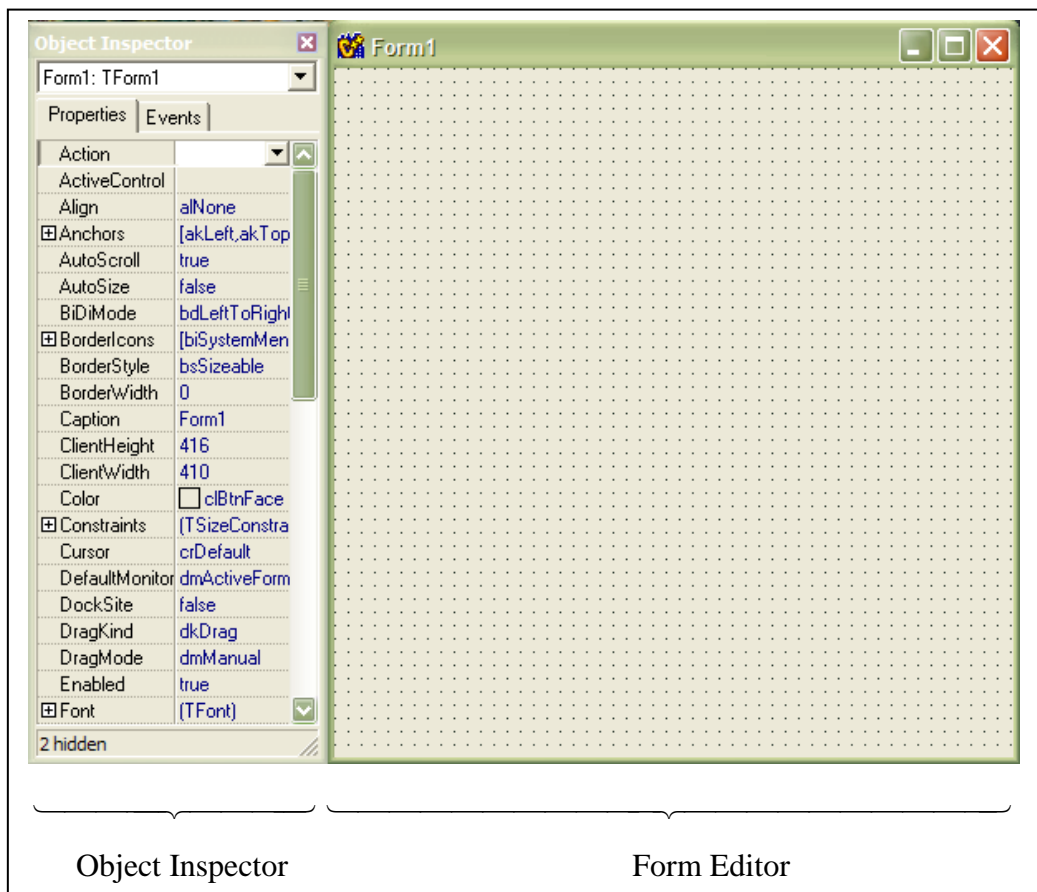 Object Inspector
Form1
Form1: TForm1
Properties Events
Action
ActiveControl
Align alNone
Anchors [akLeft,akTop
AutoScroll true
AutoSize false
BiDiMode bdLeftToRight
BorderIcons [biSystemMen
BorderStyle bsSizeable
BorderWidth 0
Caption Form1
ClientHeight 416
ClientWidth 410
Color clBtnFace
Constraints (TSizeConstra
Cursor crDefault
DefaultMonitor dmActiveForm
DockSite false
DragKind dkDrag
DragMode dmManual
Enabled true
Font (TFont)
2 hidden
Object Inspector Form Editor